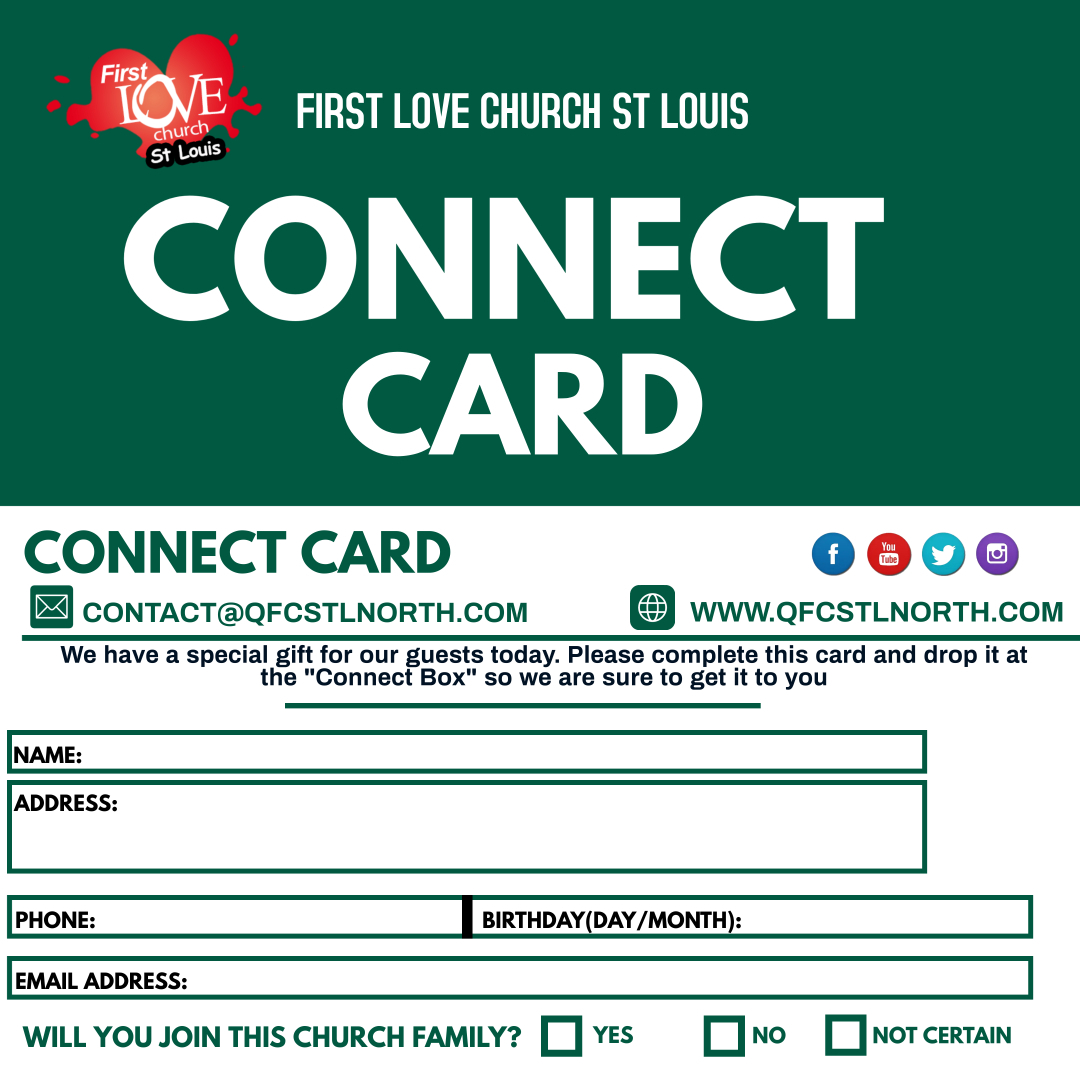 First
LOVE
church
St Louis
FIRST LOVE CHURCH ST LOUIS
CONNECT
CARD
CONNECT CARD
f
You
Tube
CONTACT@QFCSTLNORTH.COM
WWW.QFCSTLNORTH.COM
We have a special gift for our guests today. Please complete this card and drop it at
the "Connect Box" so we are sure to get it to you
NAME:
ADDRESS:
PHONE:
BIRTHDAY(DAY/MONTH):
EMAIL ADDRESS:
WILL YOU JOIN THIS CHURCH FAMILY? YES NO NOT CERTAIN